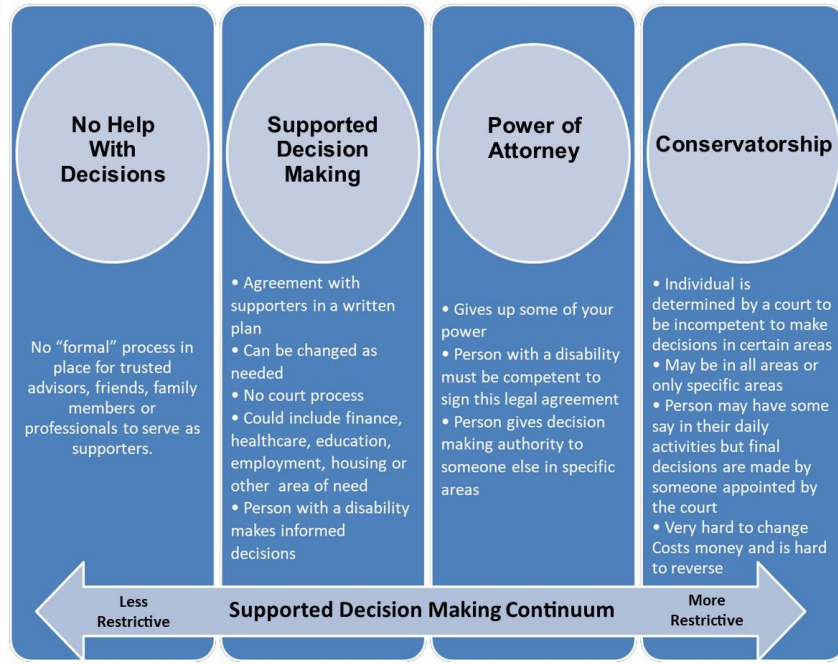 No Help
With
Decisions
No “formal” process in
place for trusted
advisors, friends, family
members or
professionals to serve as
supporters.
Supported
Decision
Making
• Agreement with
supporters in a written
plan
• Can be changed as
needed
• No court process
• Could include finance,
healthcare, education,
employment, housing or
other area of need
• Person with a disability
makes informed
decisions
Power of
Attorney
• Gives up some of your
power
• Person with a disability
must be competent to
sign this legal agreement
• Person gives decision
making authority to
someone else in specific
areas
Conservatorship
• Individual is
determined by a court to
be incompetent to make
decisions in certain areas
• May be in all areas or
only specific areas
• Person may have some
say in their daily
activities but final
decisions are made by
someone appointed by
the court
• Very hard to change
Costs money and is hard
to reverse
Less
Restrictive
Supported Decision Making Continuum
More
Restrictive